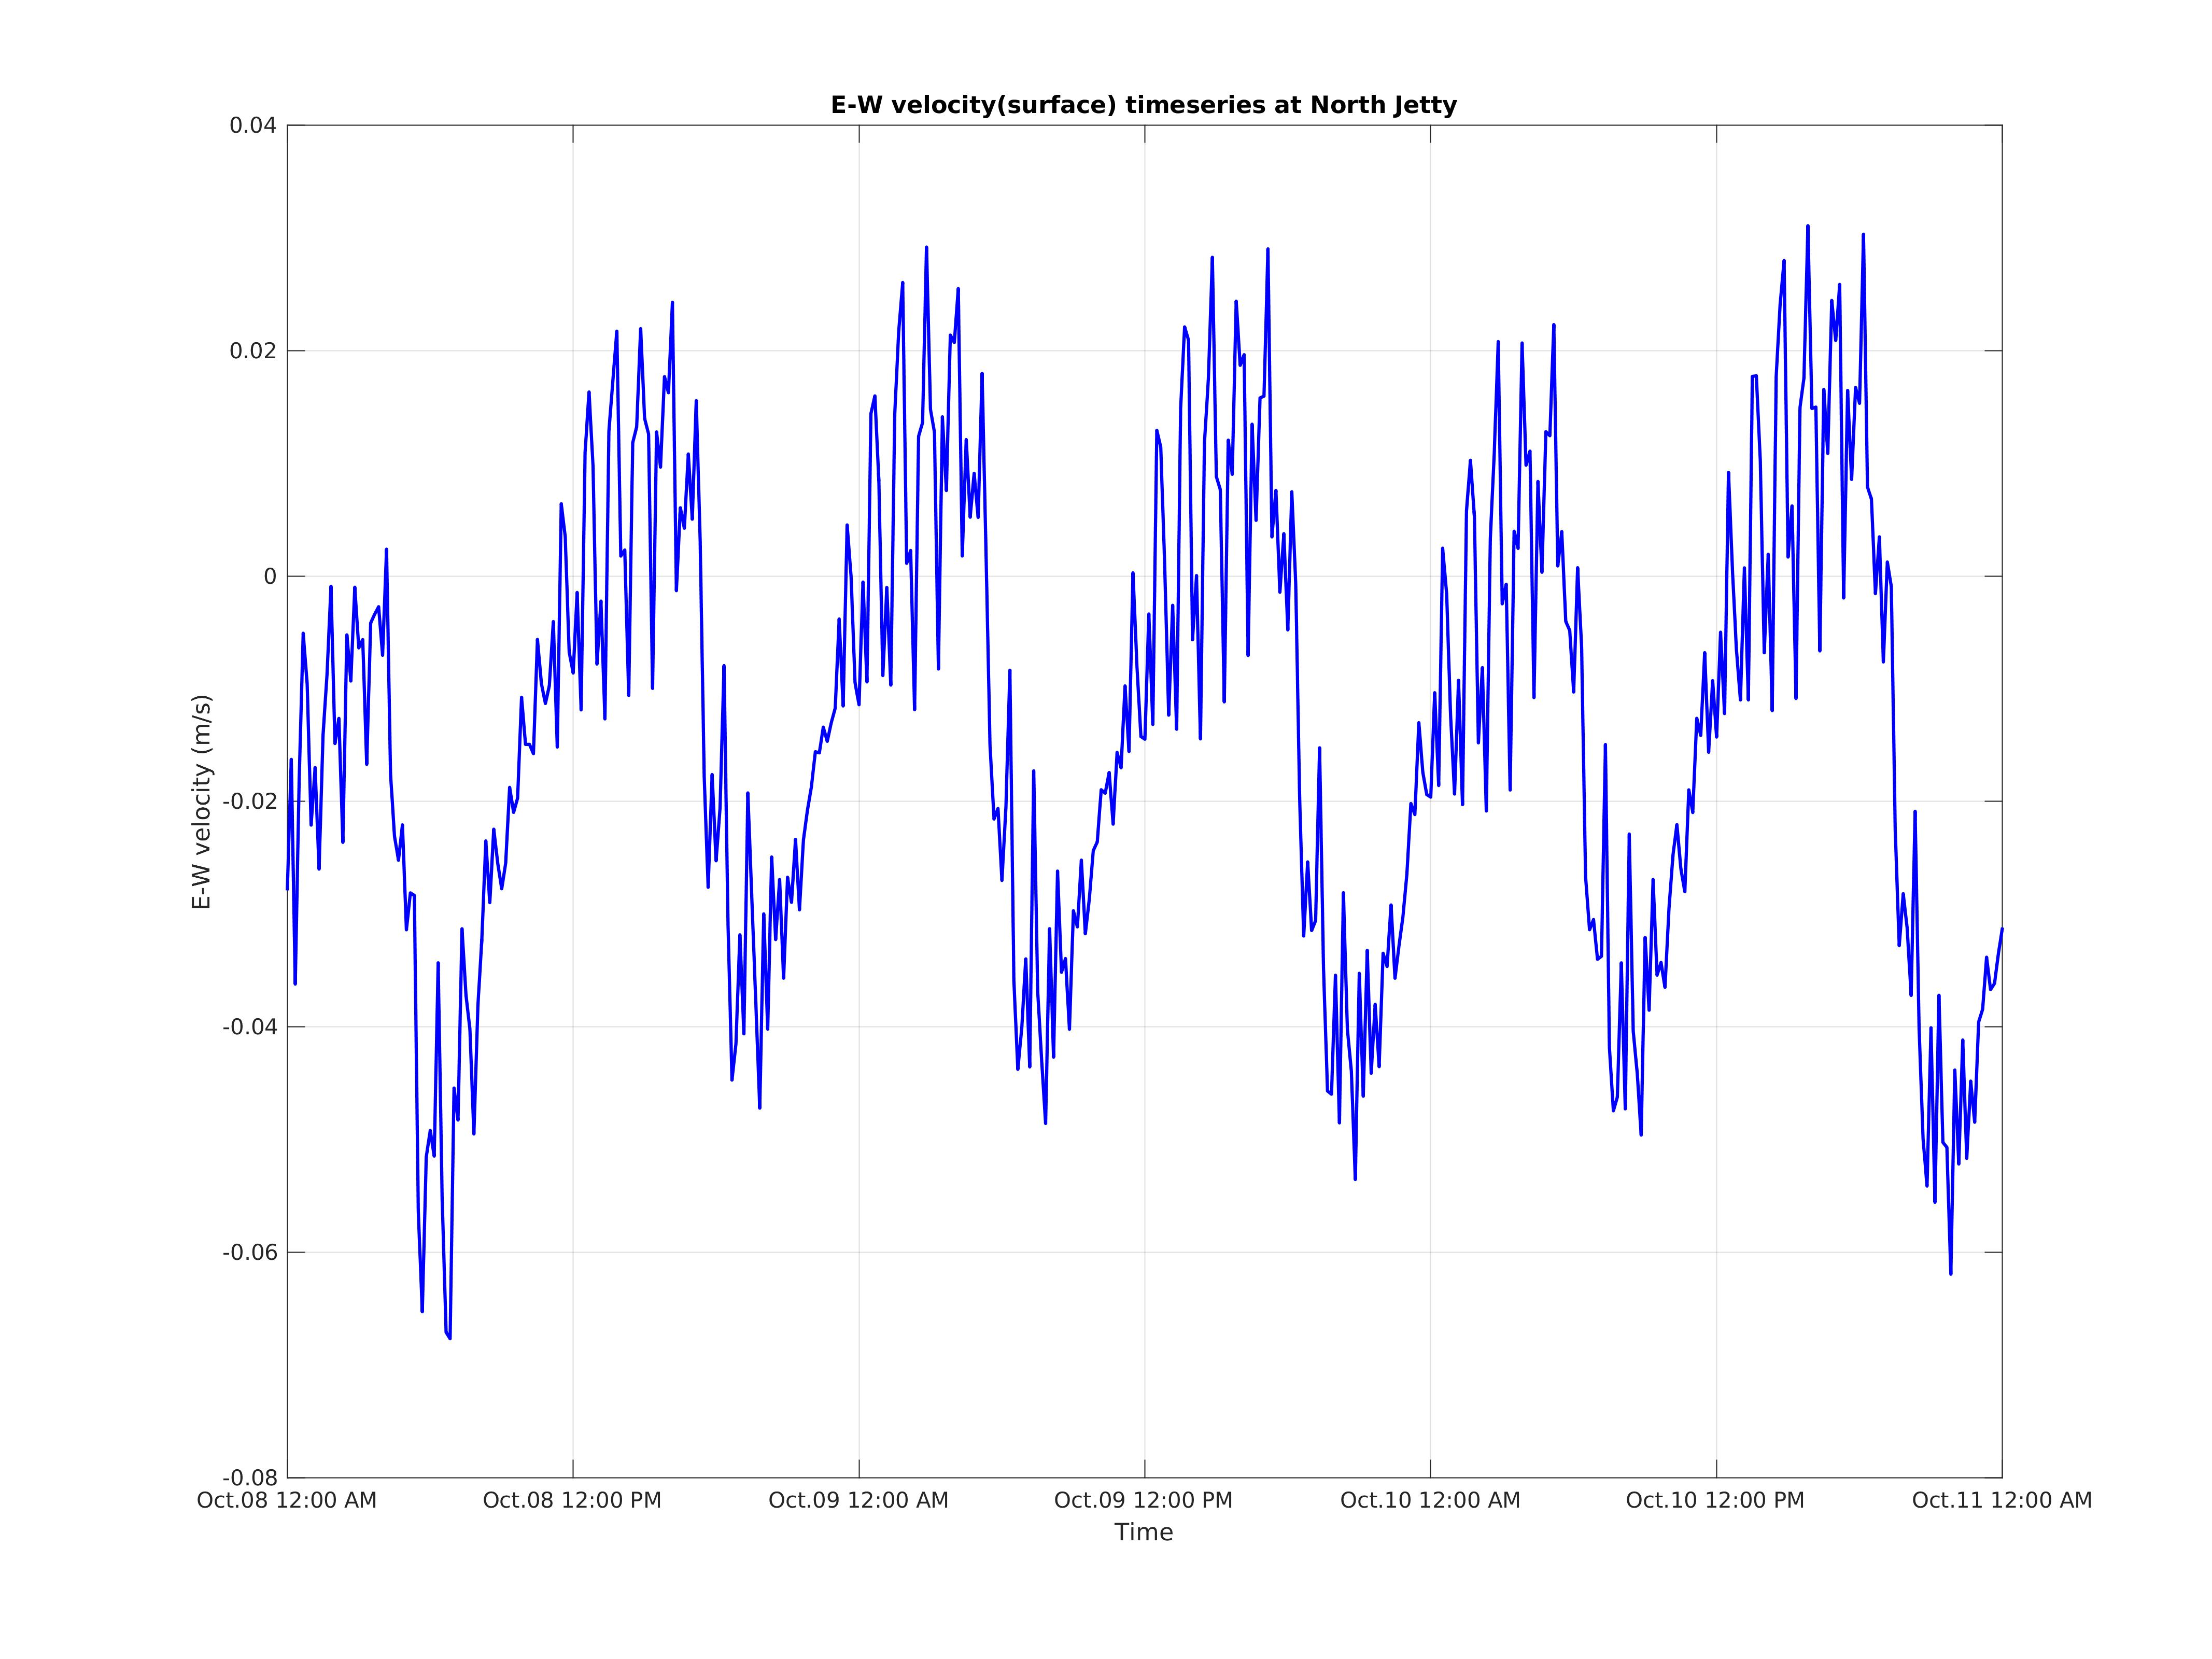 E-W velocity(surface) timeseries at North Jetty
0.04
0.02
0
-0.02
-0.04
-0.06
-0.08
E-W velocity (m/s)
Oct.08 12:00 AM
Oct.08 12:00 PM
Oct.09 12:00 AM
Oct.09 12:00 PM
Oct.10 12:00 AM
Oct.10 12:00 PM
Oct.11 12:00 AM
Time